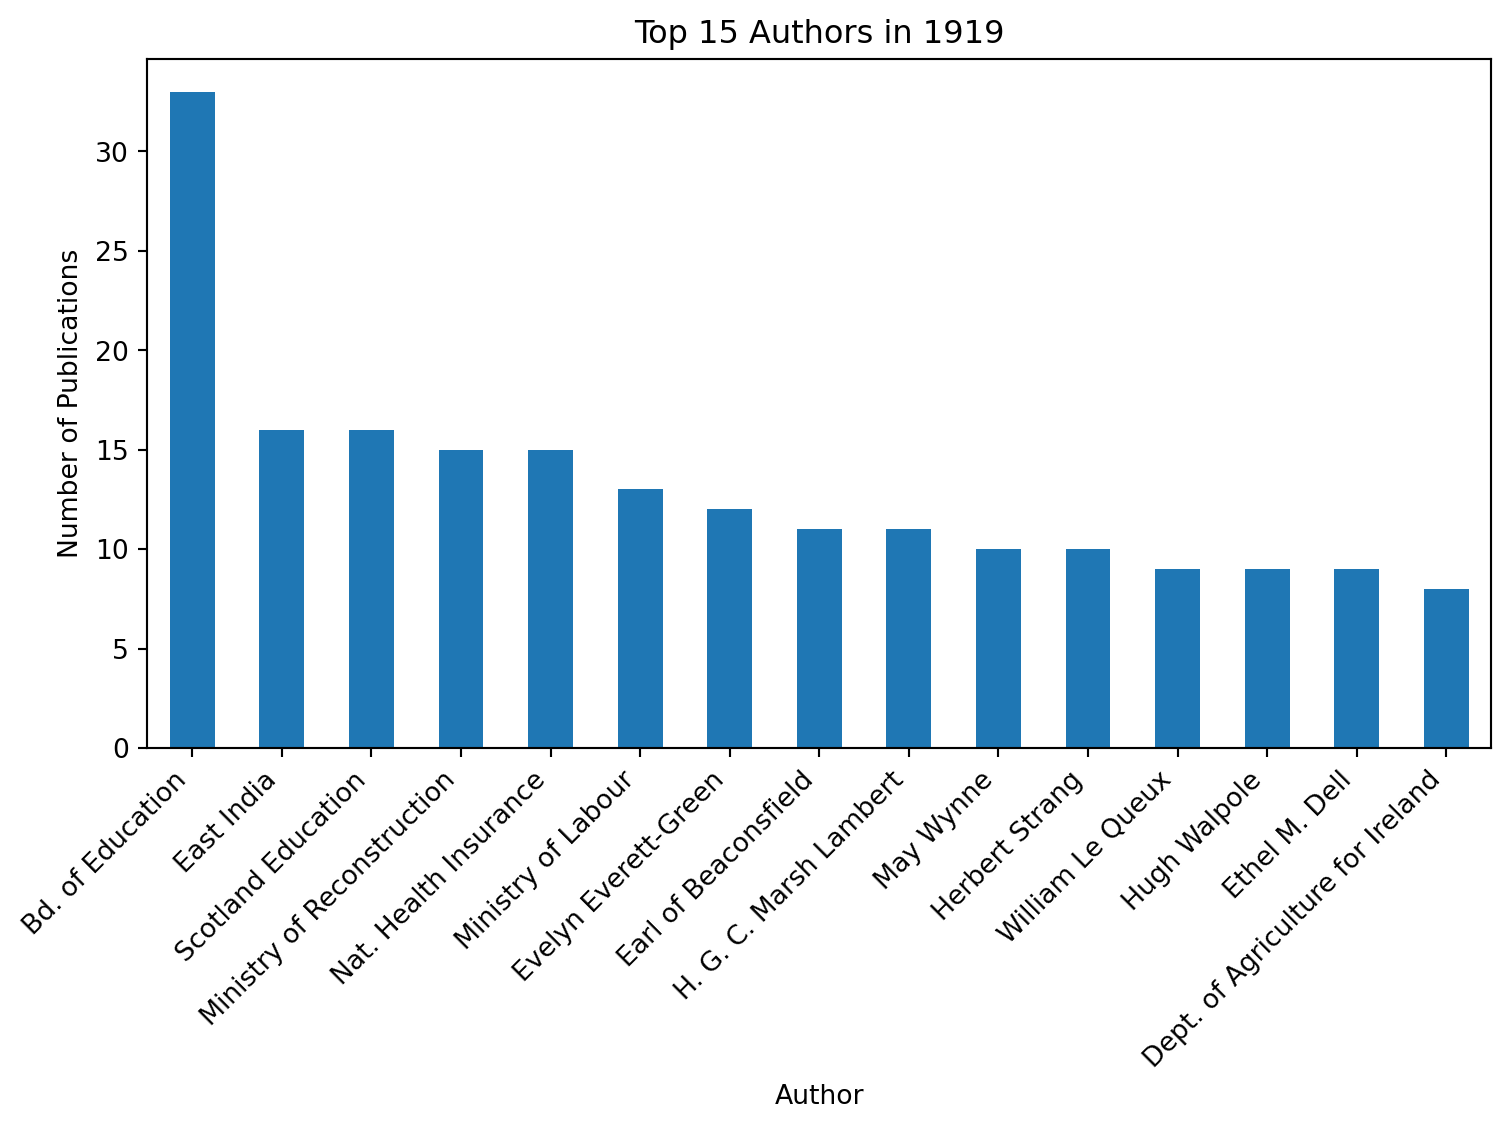 Top 15 Authors in 1919
Number of Publications
30
25
20
15
10
5
0
Bd. of Education
East India
Scotland Education
Ministry of Reconstruction
Nat. Health Insurance
Ministry of Labour
Evelyn Everett-Green
Earl of Beaconsfield
H. G. C. Marsh Lambert
May Wynne
Herbert Strang
William Le Queux
Hugh Walpole
Ethel M. Dell
Dept. of Agriculture for Ireland
Author